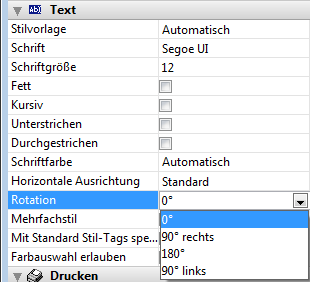 Text
Stilvorlage Automatisch
Schrift Segoe UI
Schriftgröße 12
Fett
Kursiv
Unterstrichen
Durchgestrichen
Schriftfarbe Automatisch
Horizontale Ausrichtung Standard
Rotation 0°
Mehrfachstil 0°
Mit Standard Stil-Tags spe... 90° rechts
180°
Farbauswahl erlauben 90° links
Drucken